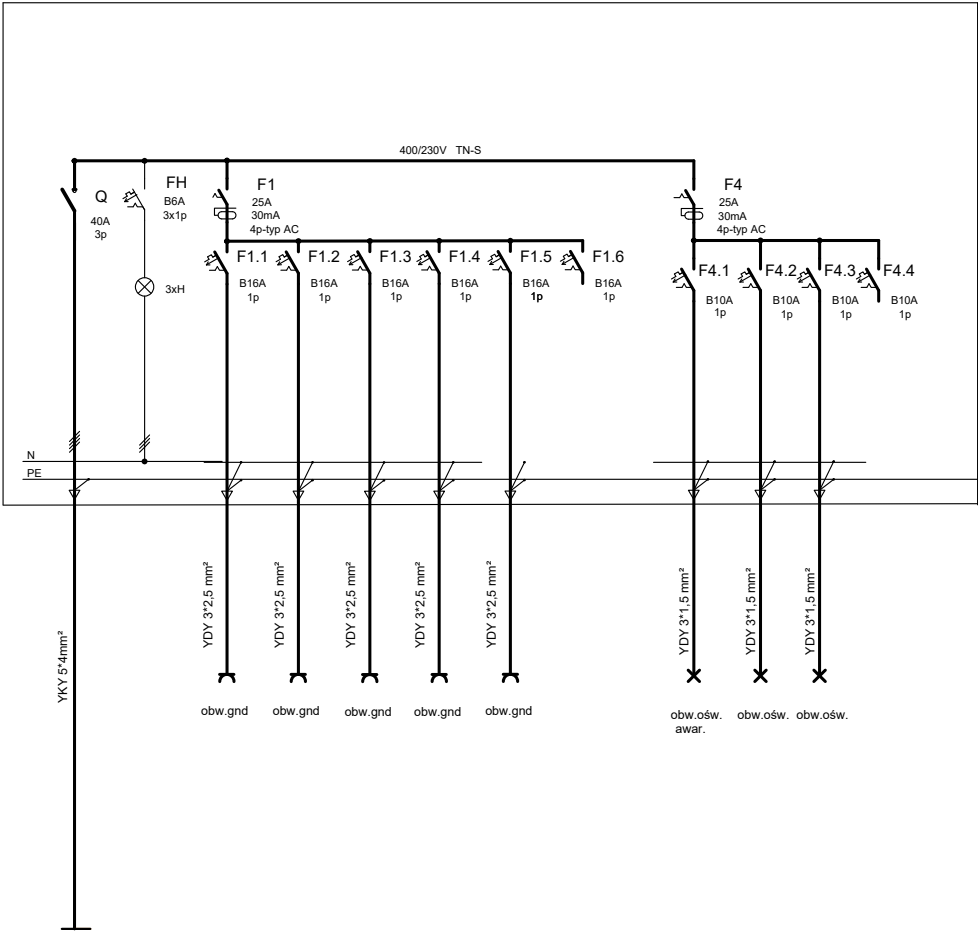 400/230V TN-S
Q
40A
3p
FH
B6A
3x1p
3xH
F1
25A
30mA
4p-typ AC
F4
25A
30mA
4p-typ AC
F1.1
B16A
1p
F1.2
B16A
1p
F1.3
B16A
1p
F1.4
B16A
1p
F1.5
B16A
1p
F1.6
B16A
1p
F4.1
B10A
1p
F4.2
B10A
1p
F4.3
B10A
1p
F4.4
B10A
1p
N
PE
YKY 5*4mm²
YDY 3*2,5 mm²
YDY 3*2,5 mm²
YDY 3*2,5 mm²
YDY 3*2,5 mm²
YDY 3*2,5 mm²
YDY 3*1,5 mm²
YDY 3*1,5 mm²
YDY 3*1,5 mm²
obw.gnd
obw.gnd
obw.gnd
obw.gnd
obw.gnd
obw.ośw.
awar.
obw.ośw.
obw.ośw.